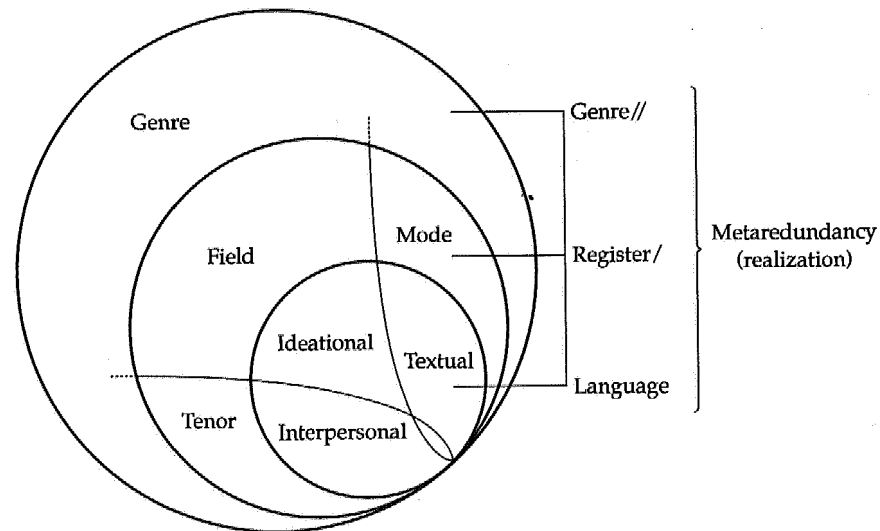 Genre
Genre//
Mode
Field
Register/
Metaredundancy
(realization)
Ideational
Textual
Language
Tenor
Interpersonal